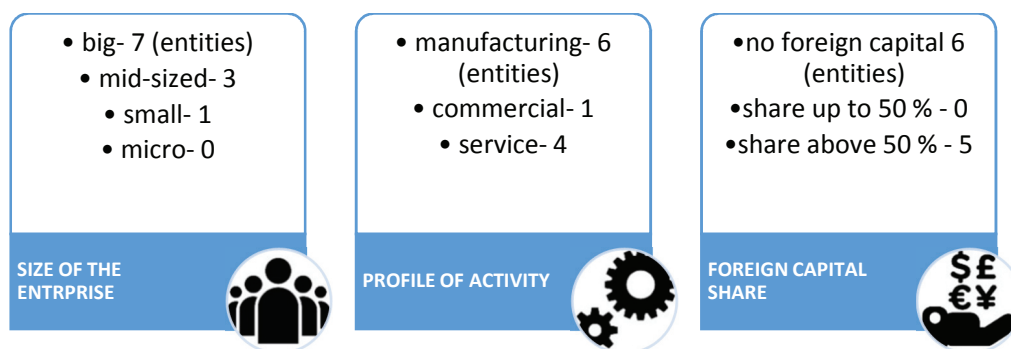 • big- 7 (entities)
• mid-sized- 3
• small- 1
• micro- 0
SIZE OF THE
ENTRPRISE
• manufacturing- 6
(entities)
• commercial- 1
• service- 4
PROFILE OF ACTIVITY
•no foreign capital 6
(entities)
•share up to 50 % - 0
•share above 50 % - 5
FOREIGN CAPITAL
SHARE
$£
€¥